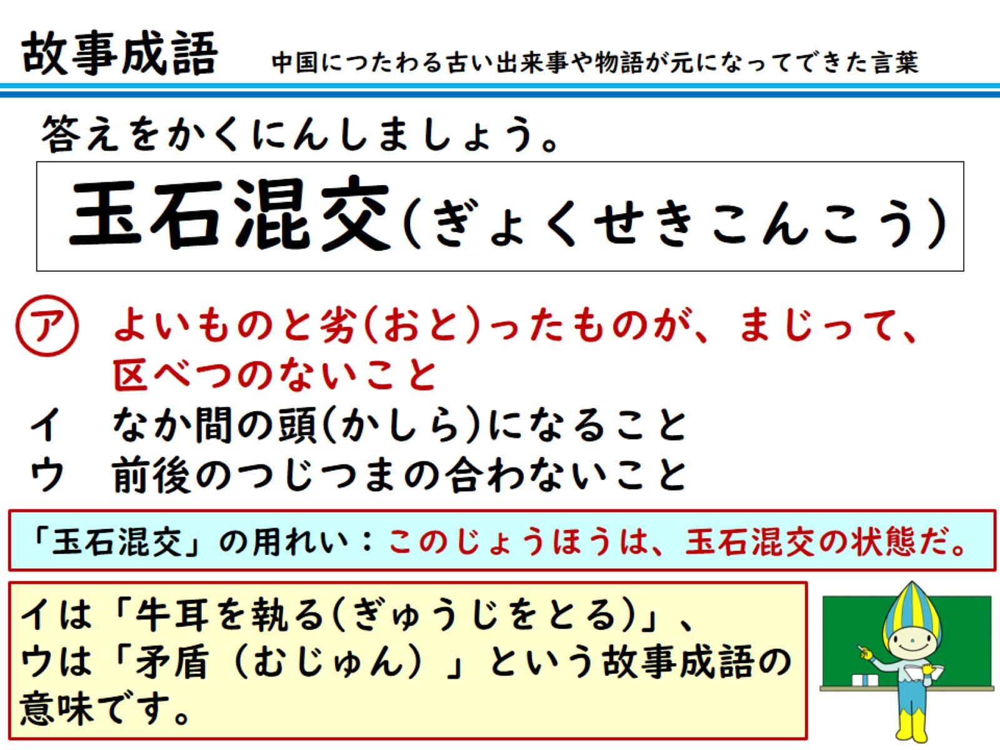 故事成語　中国につたわる古い出来事や物語が元になってできた言葉
答えをかくにんしましょう。
玉石混交(ぎょくせきこんこう)
ア　よいものと劣(おと)ったものが、まじって、
区べつのないこと
イ　なか間の頭(かしら)になること
ウ　前後のつじつまの合わないこと
「玉石混交」の用れい：このじょうほうは、玉石混交の状態だ。
イは「牛耳を執る(ぎゅうじをとる)」、
ウは「矛盾（むじゅん）」という故事成語の
意味です。